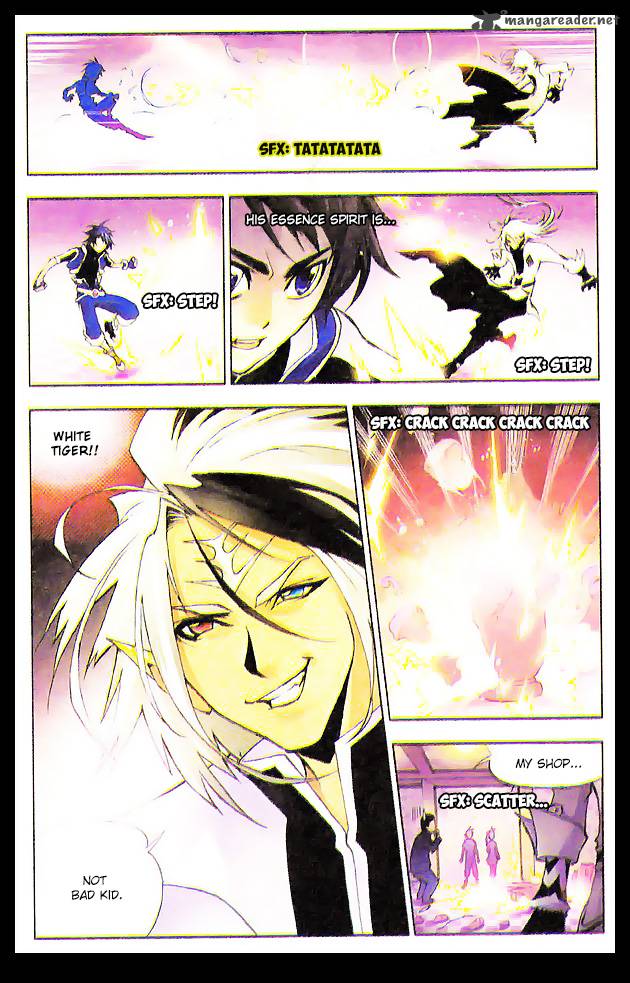 mangareader.net
SFX: TATATATATA
SFX: STEP!
HIS ESSENCE SPIRIT IS...
SFX: STEP!
WHITE
TIGER!!
SFX: CRACK CRACK CRACK CRACK
NOT
BAD KID.
MY SHOP...
SFX: SCATTER...